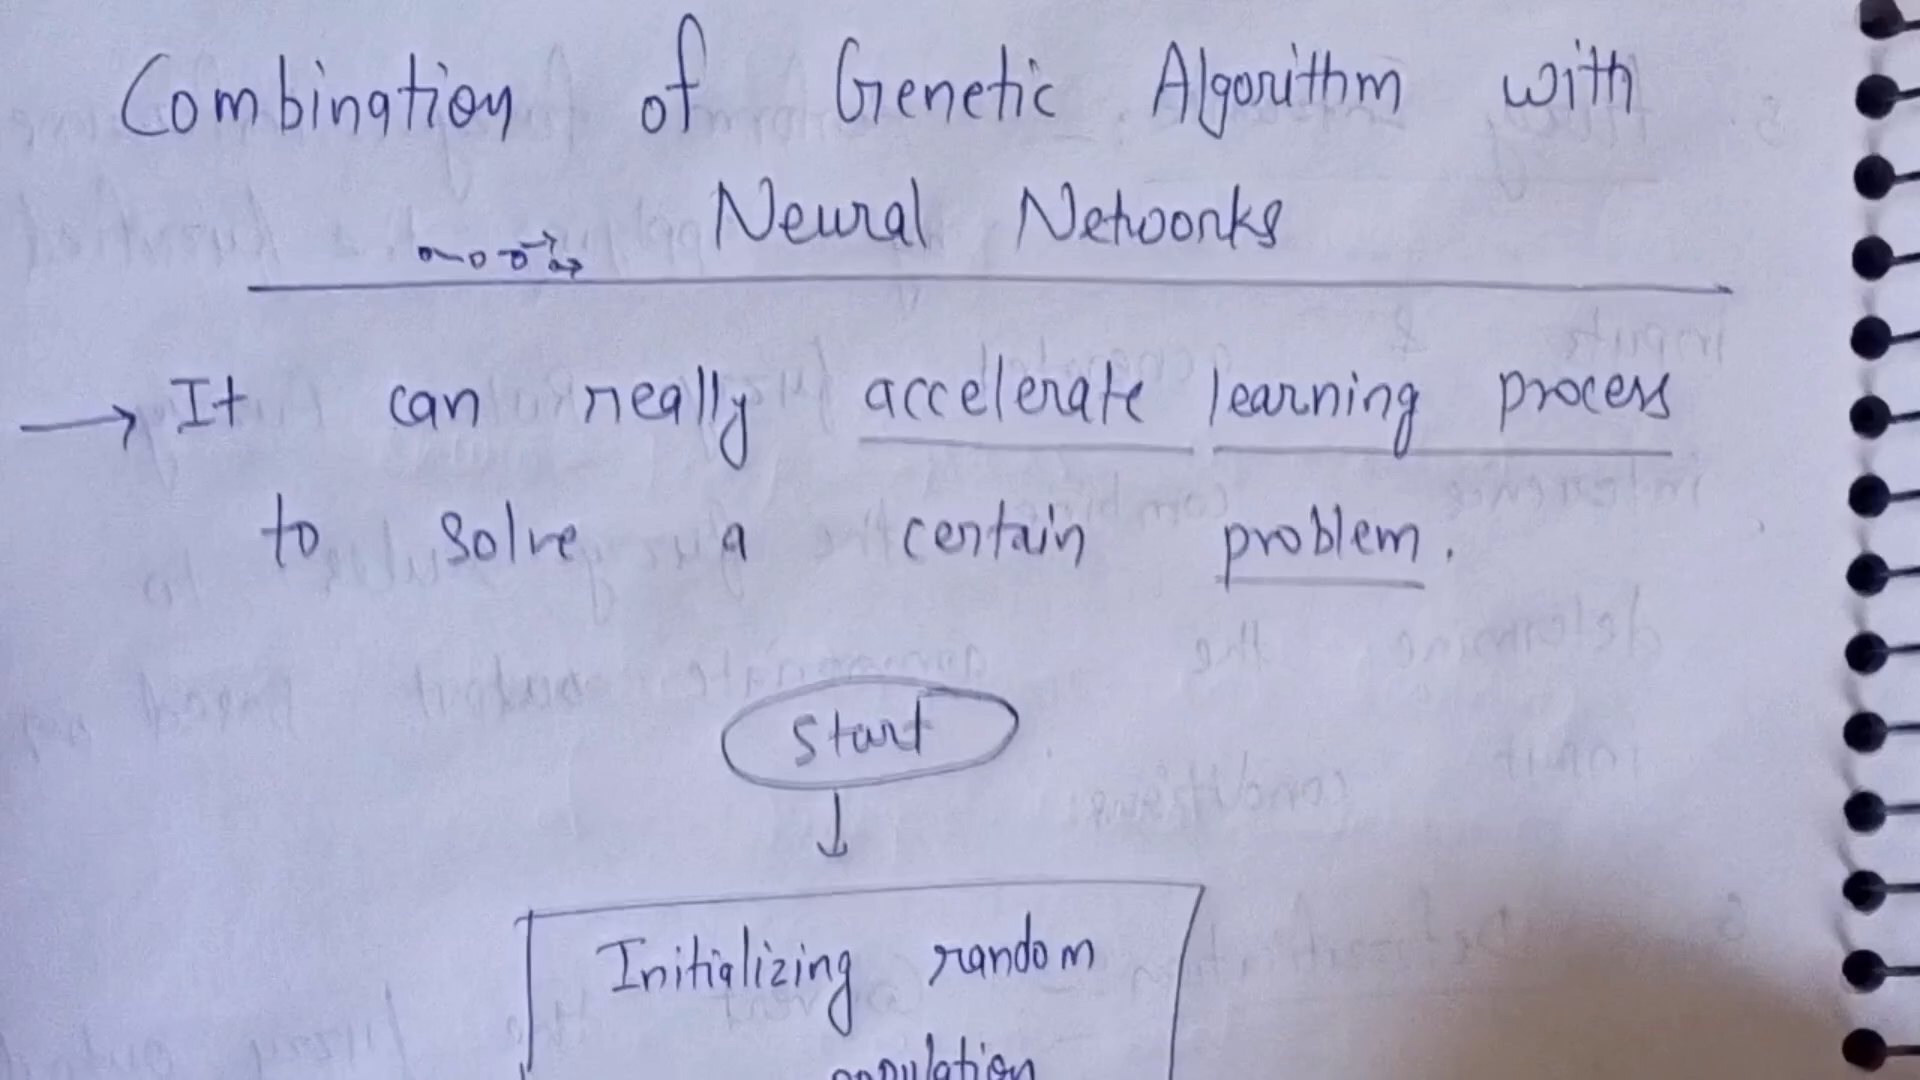 Combination of Genetic Algorithm with
Neural Networks
→ It can really accelerate learning process
to solve a certain problem.
Start
Initializing random
population